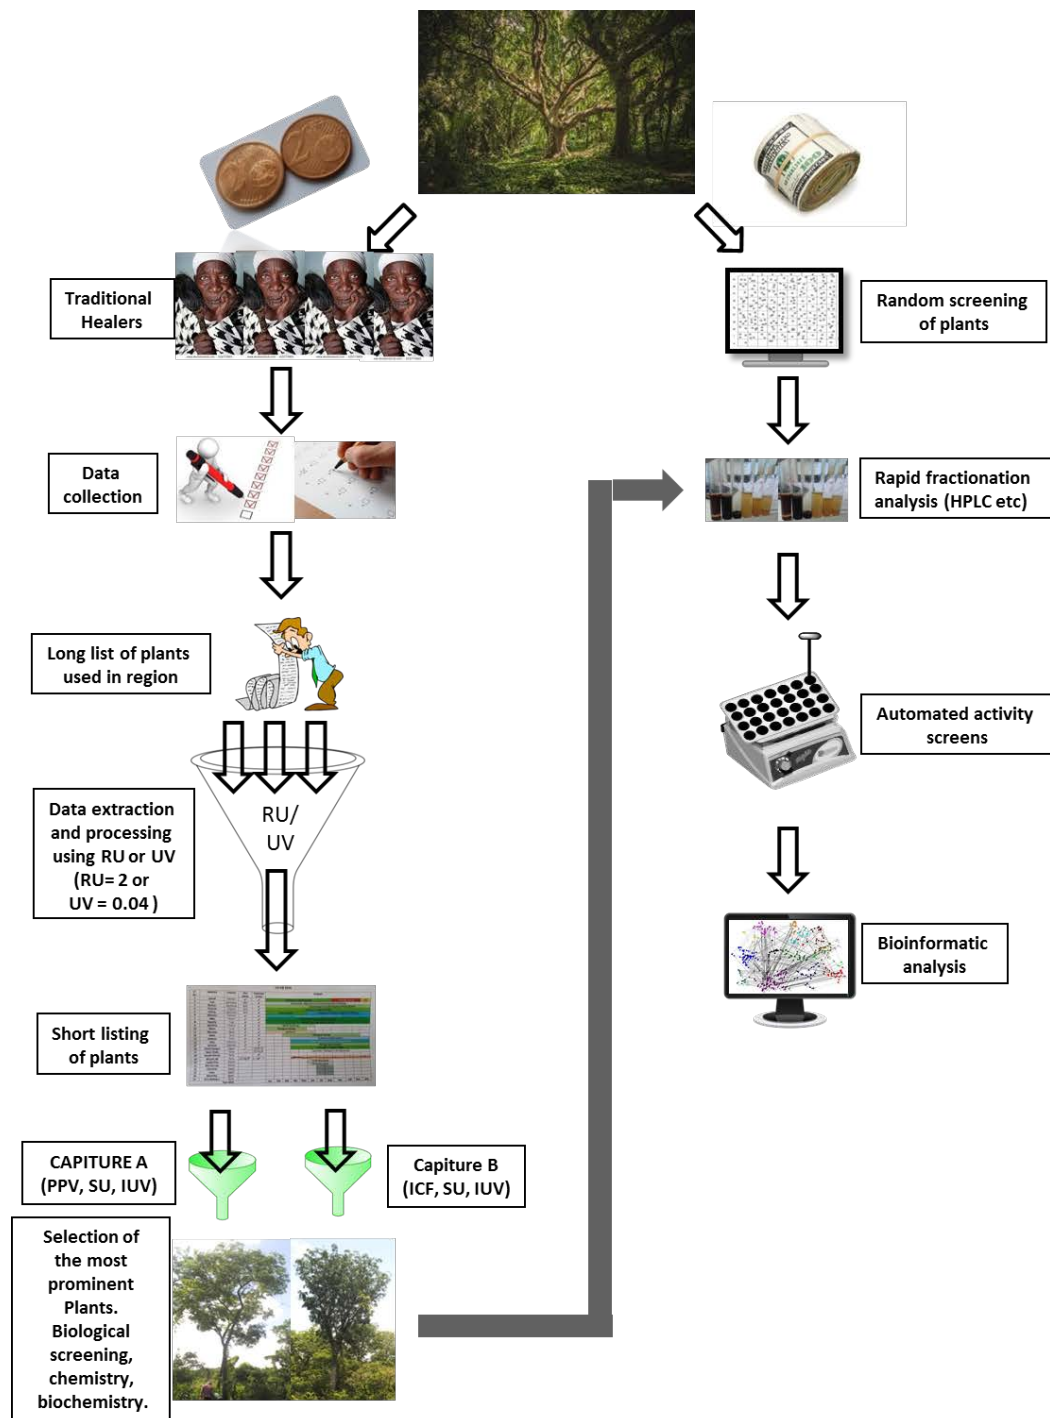 Traditional
Healers
Random screening
of plants
Data
collection
Rapid fractionation
analysis (HPLC etc)
Long list of plants
used in region
Automated activity
screens
RU/
UV
Data extraction
and processing
using RU or UV
(RU= 2 or
UV = 0.04 )
Bioinformatic
analysis
Short listing
of plants
CAPITURE A
(PPV, SU, IUV)
Capiture B
(ICF, SU, IUV)
Selection of
the most
prominent
Plants.
Biological
screening,
chemistry,
biochemistry.